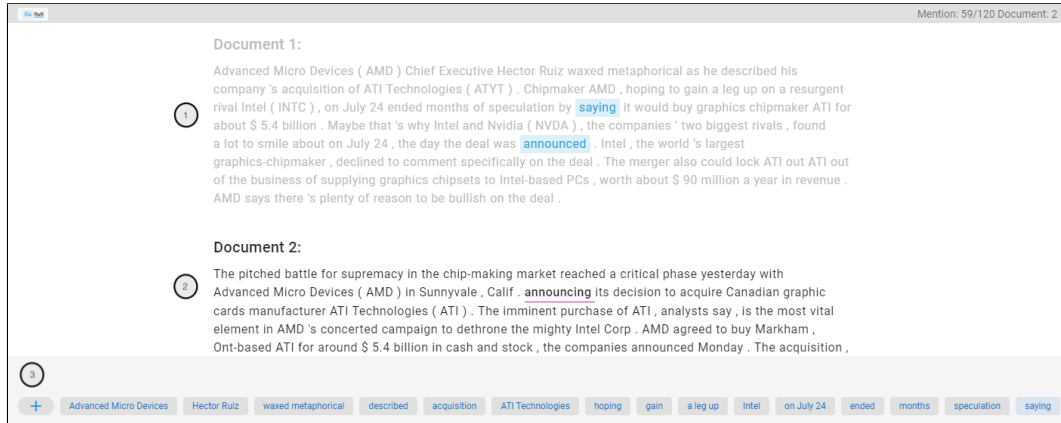 Co Refi
Mention: 59/120 Document: 2
Document 1:
Advanced Micro Devices ( AMD ) Chief Executive Hector Ruiz waxed metaphorical as he described his
company 's acquisition of ATI Technologies ( ATYT ) . Chipmaker AMD , hoping to gain a leg up on a resurgent
1
rival Intel ( INTC ) , on July 24 ended months of speculation by saying it would buy graphics chipmaker ATI for
about $ 5.4 billion . Maybe that 's why Intel and Nvidia ( NVDA ) , the companies ' two biggest rivals , found
a lot to smile about on July 24 , the day the deal was announced . Intel , the world 's largest
graphics-chipmaker , declined to comment specifically on the deal . The merger also could lock ATI out ATI out
of the business of supplying graphics chipsets to Intel-based PCs , worth about $ 90 million a year in revenue .
AMD says there 's plenty of reason to be bullish on the deal .
Document 2:
The pitched battle for supremacy in the chip-making market reached a critical phase yesterday with
2
Advanced Micro Devices ( AMD ) in Sunnyvale , Calif . announcing its decision to acquire Canadian graphic
cards manufacturer ATI Technologies ( ATI ) . The imminent purchase of ATI , analysts say , is the most vital
element in AMD 's concerted campaign to dethrone the mighty Intel Corp . AMD agreed to buy Markham ,
Ont-based ATI for around $ 5.4 billion in cash and stock , the companies announced Monday . The acquisition ,
3
+ Advanced Micro Devices Hector Ruiz waxed metaphorical described acquisition ATI Technologies hoping gain a leg up Intel on July 24 ended months speculation saying